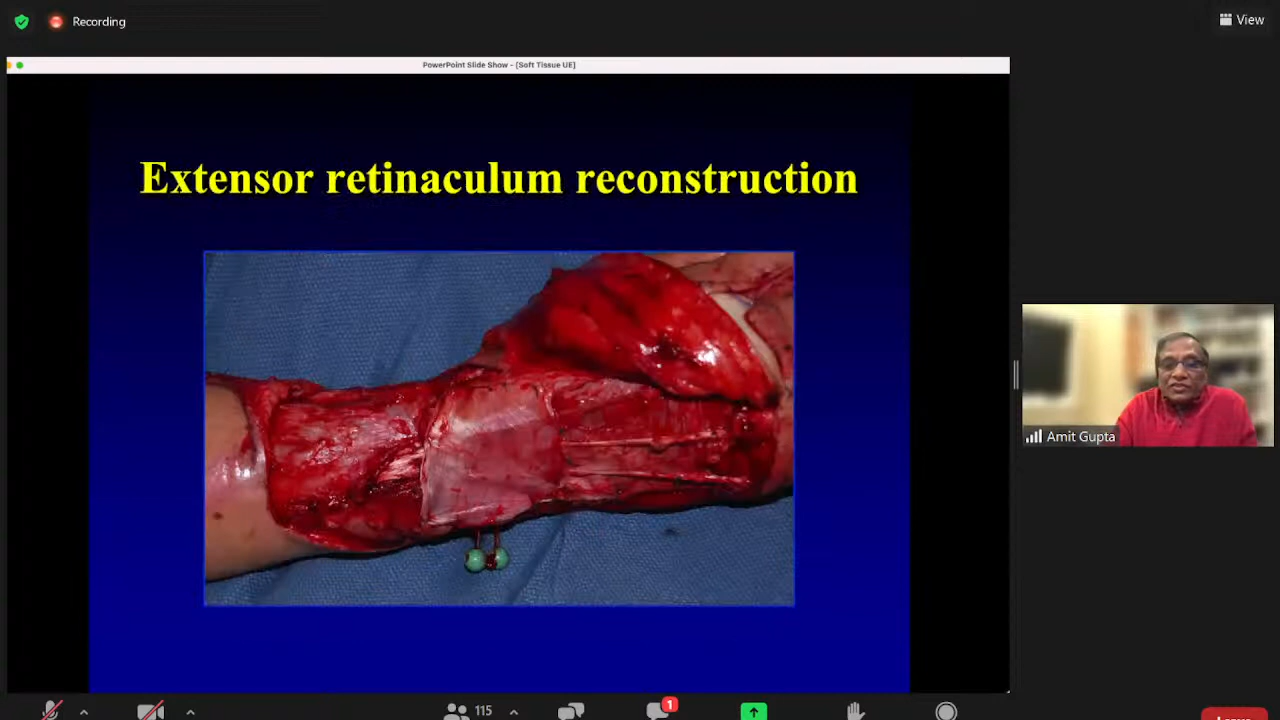 Recording
View
PowerPoint Slide Show - [Soft Tissue UE]
Extensor retinaculum reconstruction
Amit Gupta
115
1